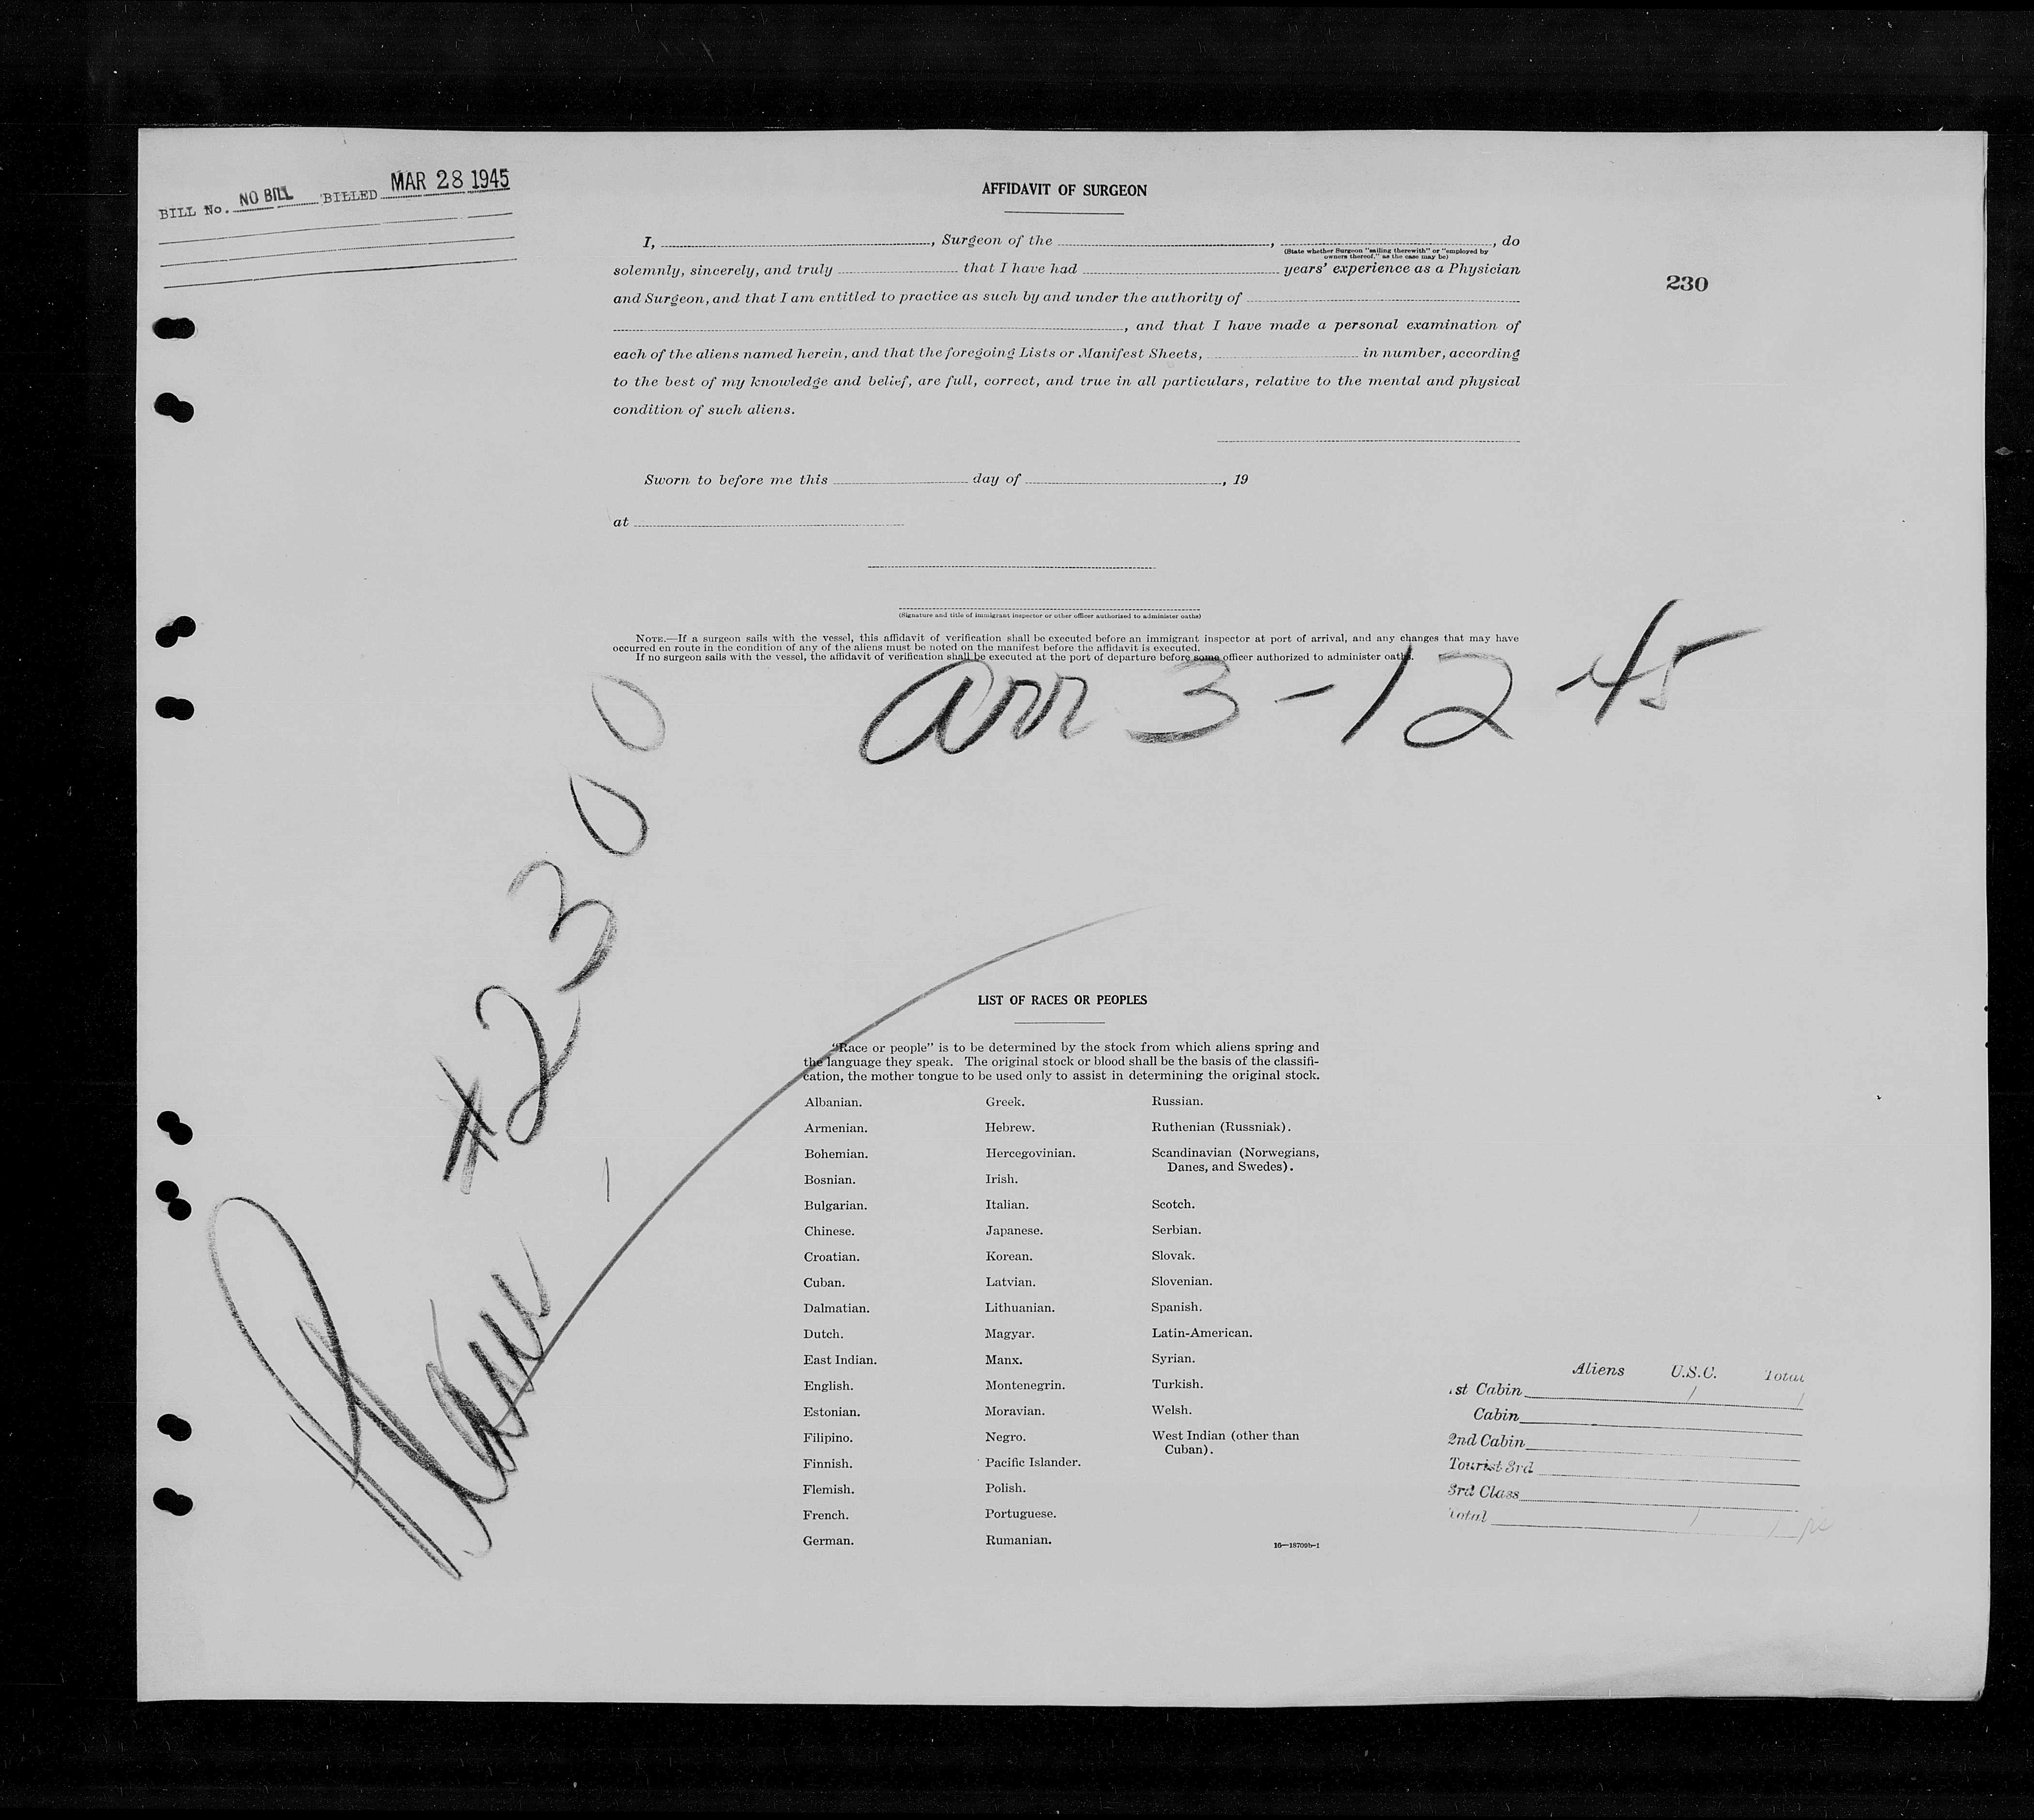 BILL No. NO BILL BILLED MAR 28 1945
AFFIDAVIT OF SURGEON
I, , Surgeon of the , , do
(State whether Surgeon "sailing therewith" or "employed by
owners thereof," as the case may be)
solemnly, sincerely, and truly that I have had years' experience as a Physician
230
and Surgeon, and that I am entitled to practice as such by and under the authority of
, and that I have made a personal examination of
each of the aliens named herein, and that the foregoing Lists or Manifest Sheets, in number, according
to the best of my knowledge and belief, are full, correct, and true in all particulars, relative to the mental and physical
condition of such aliens.
Sworn to before me this day of , 19
at
(Signature and title of immigrant inspector or other officer authorized to administer oaths)
NOTE.—If a surgeon sails with the vessel, this affidavit of verification shall be executed before an immigrant inspector at port of arrival, and any changes that may have
occurred en route in the condition of any of the aliens must be noted on the manifest before the affidavit is executed.
If no surgeon sails with the vessel, the affidavit of verification shall be executed at the port of departure before some officer authorized to administer oaths.
arr 3-12-45
#2300
LIST OF RACES OR PEOPLES
"Race or people" is to be determined by the stock from which aliens spring and
the language they speak. The original stock or blood shall be the basis of the classifi-
cation, the mother tongue to be used only to assist in determining the original stock.
Albanian.
Armenian.
Bohemian.
Bosnian.
Bulgarian.
Chinese.
Croatian.
Cuban.
Dalmatian.
Dutch.
East Indian.
English.
Estonian.
Filipino.
Finnish.
Flemish.
French.
German.
Greek.
Hebrew.
Hercegovinian.
Irish.
Italian.
Japanese.
Korean.
Latvian.
Lithuanian.
Magyar.
Manx.
Montenegrin.
Moravian.
Negro.
Pacific Islander.
Polish.
Portuguese.
Rumanian.
Russian.
Ruthenian (Russniak).
Scandinavian (Norwegians,
Danes, and Swedes).
Scotch.
Serbian.
Slovak.
Slovenian.
Spanish.
Latin-American.
Syrian.
Turkish.
Welsh.
West Indian (other than
Cuban).
16—18709b-1
Aliens U.S.C. Total
1st Cabin 1 1
Cabin
2nd Cabin
Tourist 3rd
3rd Class
Total 1 1